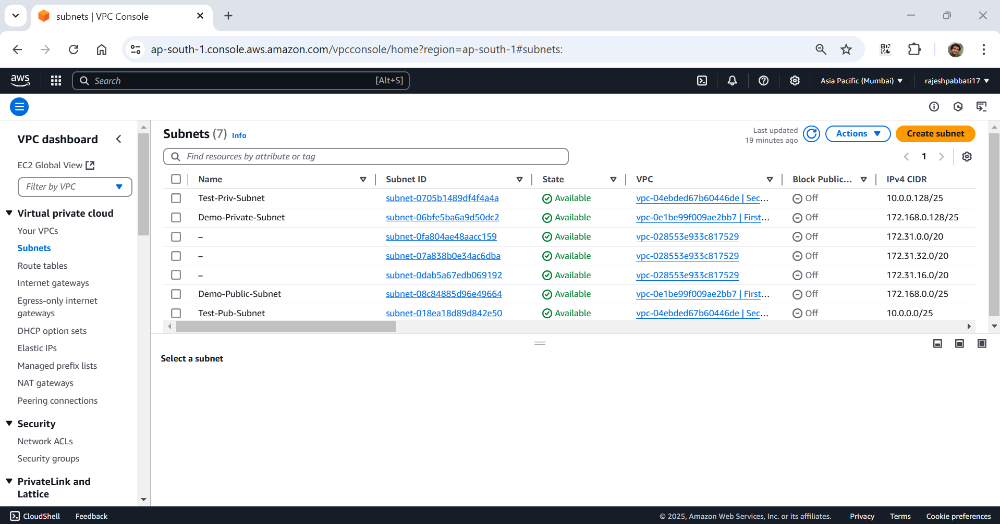 subnets | VPC Console
ap-south-1.console.aws.amazon.com/vpcconsole/home?region=ap-south-1#subnets:
aws
Search [Alt+S]
Asia Pacific (Mumbai)
rajeshpabbati17
VPC dashboard
EC2 Global View
Filter by VPC
Virtual private cloud
Your VPCs
Subnets
Route tables
Internet gateways
Egress-only internet
gateways
DHCP option sets
Elastic IPs
Managed prefix lists
NAT gateways
Peering connections
Security
Network ACLs
Security groups
PrivateLink and
Lattice
Subnets (7) Info
Last updated
19 minutes ago
Actions
Create subnet
Find resources by attribute or tag
1
Name Subnet ID State VPC Block Public... IPv4 CIDR
Test-Priv-Subnet subnet-0705b1489df4f4a4a Available vpc-04ebded67b60446de | Sec... Off 10.0.0.128/25
Demo-Private-Subnet subnet-06bfe5ba6a9d50dc2 Available vpc-0e1be99f009ae2bb7 | First... Off 172.168.0.128/25
– subnet-0fa804ae48aacc159 Available vpc-028553e933c817529 Off 172.31.0.0/20
– subnet-07a838b0e34ac6dba Available vpc-028553e933c817529 Off 172.31.32.0/20
– subnet-0dab5a67edb069192 Available vpc-028553e933c817529 Off 172.31.16.0/20
Demo-Public-Subnet subnet-08c84885d96e49664 Available vpc-0e1be99f009ae2bb7 | First... Off 172.168.0.0/25
Test-Pub-Subnet subnet-018ea18d89d842e50 Available vpc-04ebded67b60446de | Sec... Off 10.0.0.0/25
Select a subnet
CloudShell Feedback © 2025, Amazon Web Services, Inc. or its affiliates. Privacy Terms Cookie preferences